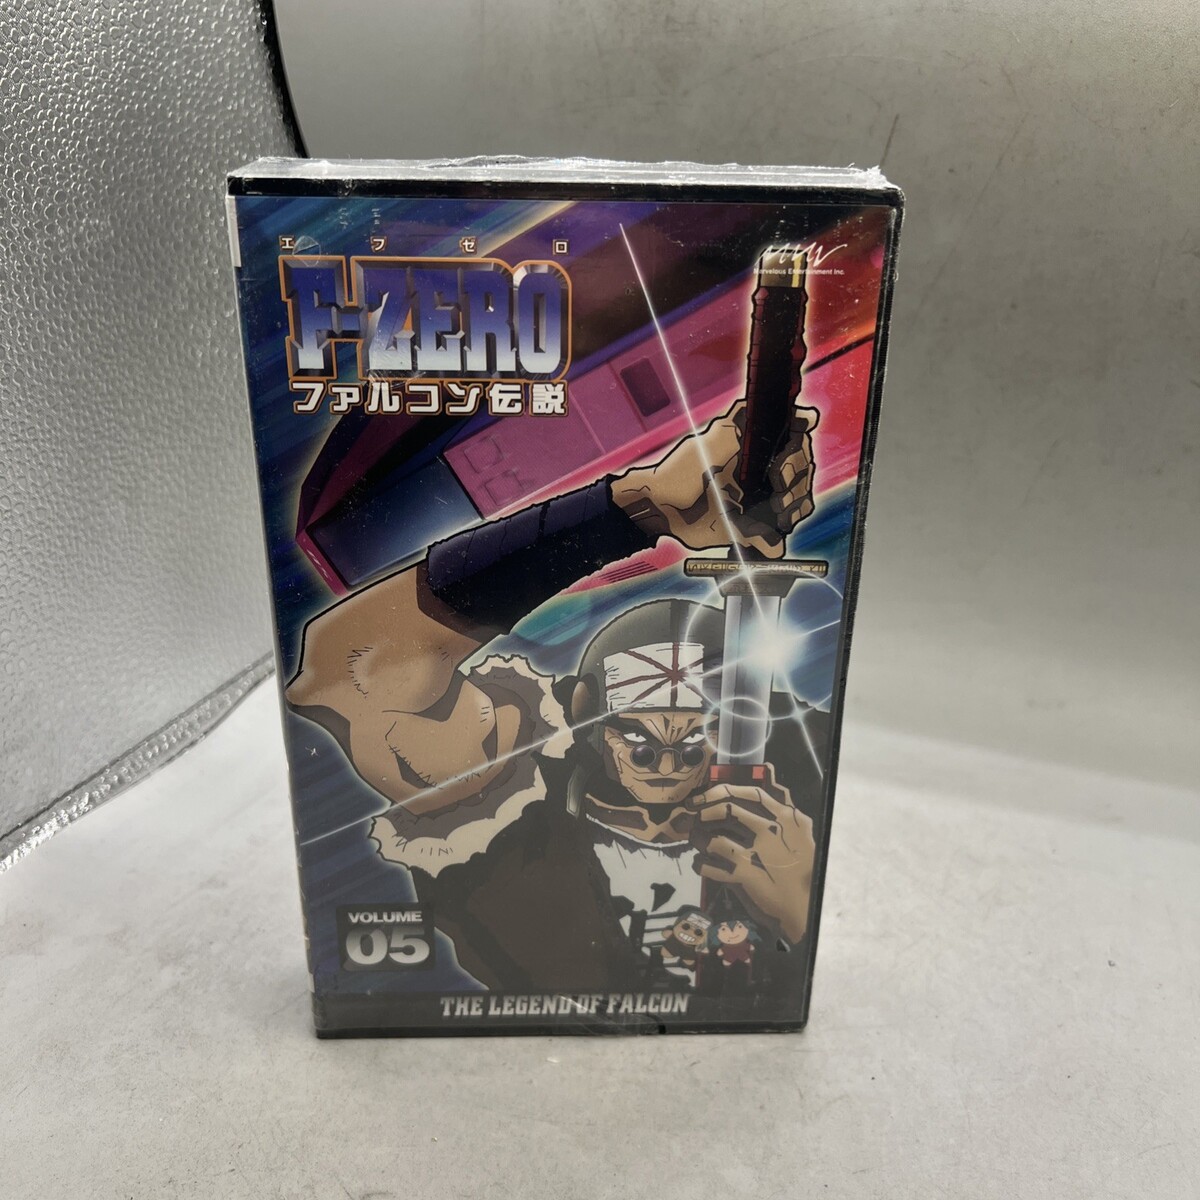 エフゼロ
F-ZERO
ファルコン伝説
Marvelous Entertainment Inc.
VOLUME
05
THE LEGEND OF FALCON